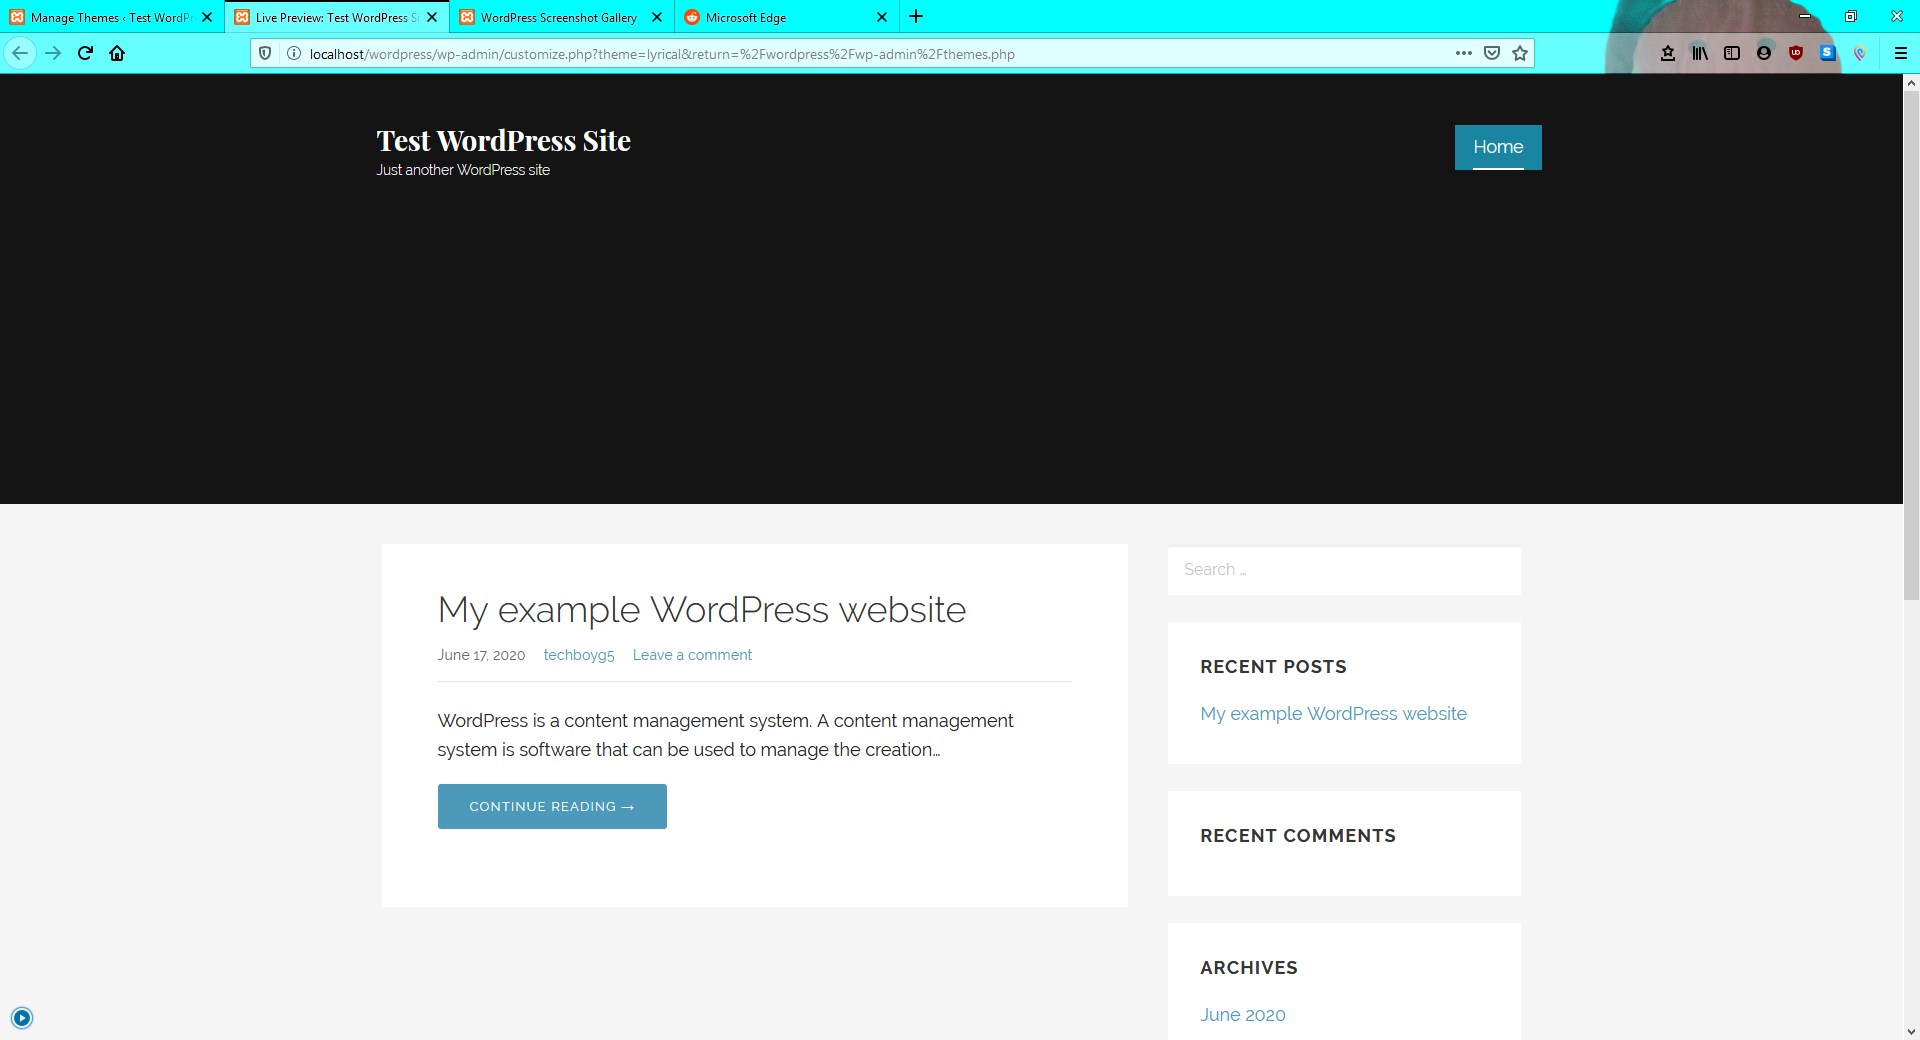 Manage Themes ‹ Test WordPr
Live Preview: Test WordPress S
WordPress Screenshot Gallery
Microsoft Edge
localhost/wordpress/wp-admin/customize.php?theme=lyrical&return=%2Fwordpress%2Fwp-admin%2Fthemes.php
Test WordPress Site
Just another WordPress site
Home
My example WordPress website
June 17, 2020 techboyg5 Leave a comment
WordPress is a content management system. A content management
system is software that can be used to manage the creation…
CONTINUE READING →
Search …
RECENT POSTS
My example WordPress website
RECENT COMMENTS
ARCHIVES
June 2020